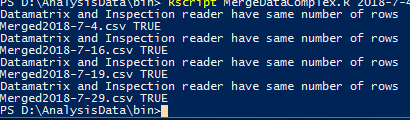 PS D:\AnalysisData\bin> Rscript MergeDataComplex.R 2018-7-4
Datamatrix and Inspection reader have same number of rows
Merged2018-7-4.csv TRUE
Datamatrix and Inspection reader have same number of rows
Merged2018-7-16.csv TRUE
Datamatrix and Inspection reader have same number of rows
Merged2018-7-19.csv TRUE
Datamatrix and Inspection reader have same number of rows
Merged2018-7-29.csv TRUE
PS D:\AnalysisData\bin>